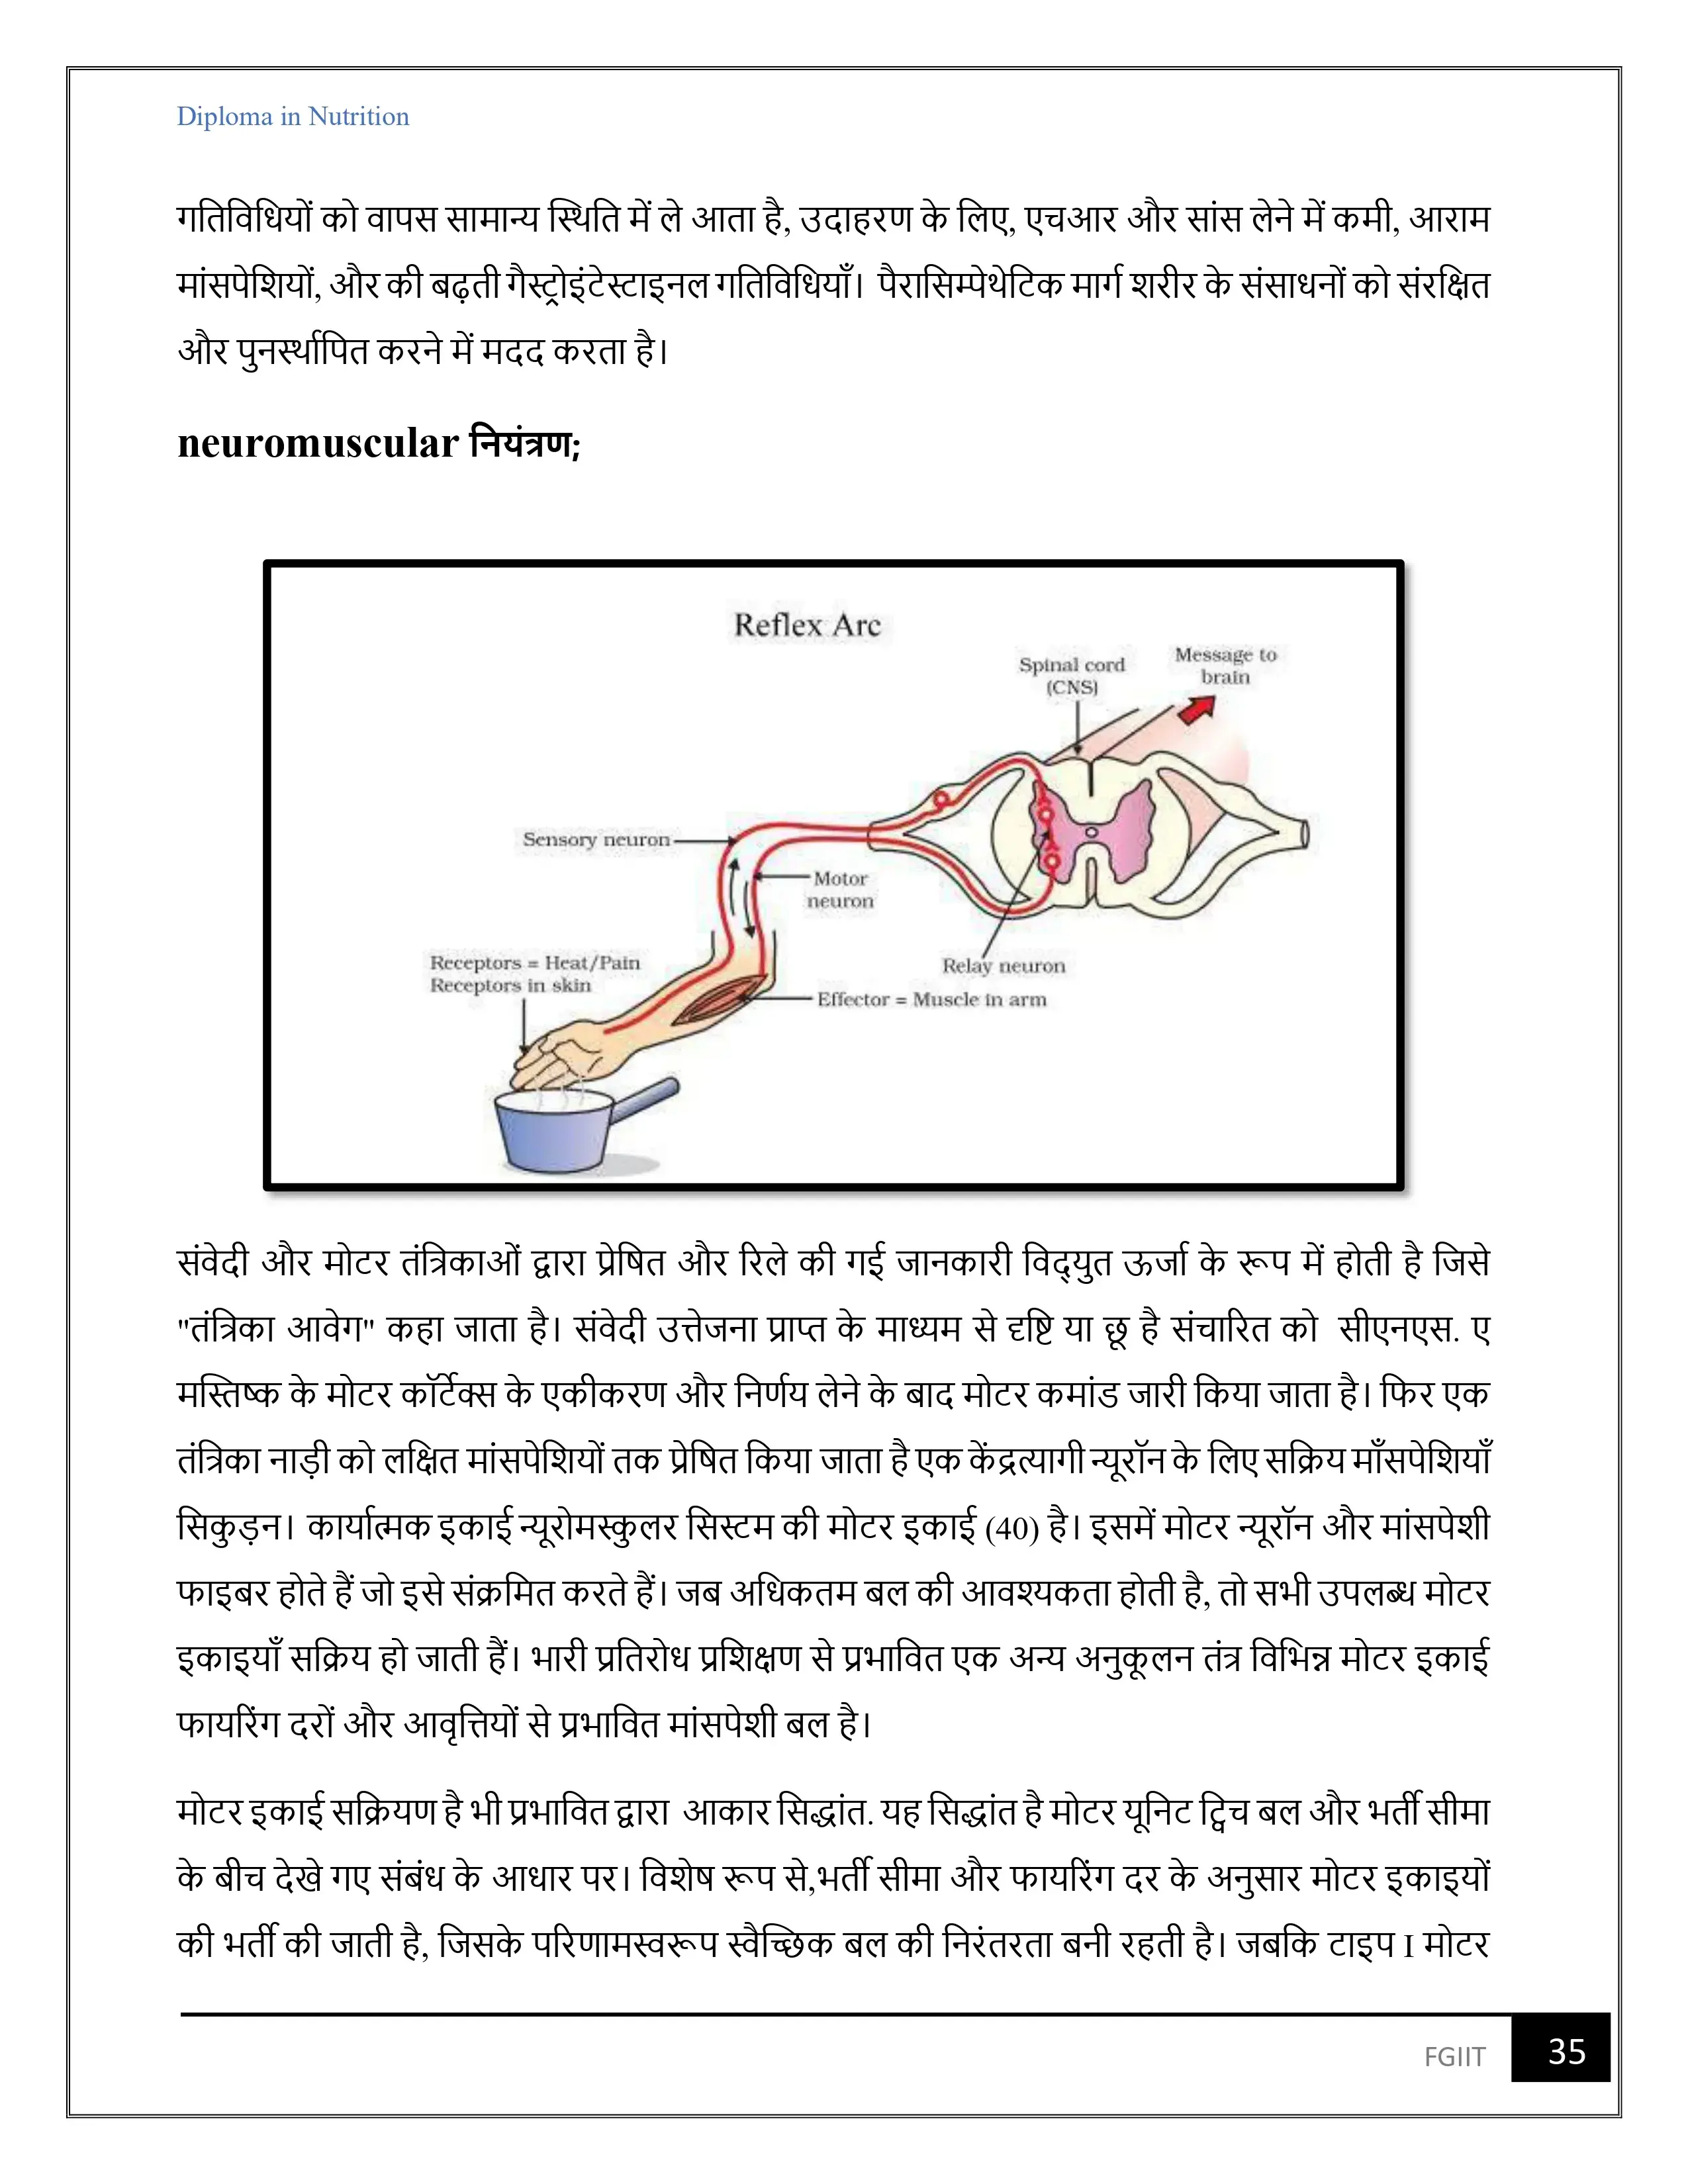 Diploma in Nutrition
गतिविधियों को वापस सामान्य स्थिति में ले आता है, उदाहरण के लिए, एचआर और सांस लेने में कमी, आराम
मांसपेशियों, और की बढ़ती गैस्ट्रोइंटेस्टाइनल गतिविधियाँ। पैरासिम्पेथेटिक मार्ग शरीर के संसाधनों को संरक्षित
और पुनर्स्थापित करने में मदद करता है।
neuromuscular नियंत्रण;
Reflex Arc
Spinal cord
(CNS)
Message to
brain
Sensory neuron
Motor
neuron
Receptors = Heat/Pain
Receptors in skin
Relay neuron
Effector = Muscle in arm
संवेदी और मोटर तंत्रिकाओं द्वारा प्रेषित और रिले की गई जानकारी विद्युत ऊर्जा के रूप में होती है जिसे
"तंत्रिका आवेग" कहा जाता है। संवेदी उत्तेजना प्राप्त के माध्यम से दृष्टि या छू है संचारित को सीएनएस. ए
मस्तिष्क के मोटर कॉर्टेक्स के एकीकरण और निर्णय लेने के बाद मोटर कमांड जारी किया जाता है। फिर एक
तंत्रिका नाड़ी को लक्षित मांसपेशियों तक प्रेषित किया जाता है एक केंद्रत्यागी न्यूरॉन के लिए सक्रिय माँसपेशियाँ
सिकुड़न। कार्यात्मक इकाई न्यूरोमस्कुलर सिस्टम की मोटर इकाई (40) है। इसमें मोटर न्यूरॉन और मांसपेशी
फाइबर होते हैं जो इसे संक्रमित करते हैं। जब अधिकतम बल की आवश्यकता होती है, तो सभी उपलब्ध मोटर
इकाइयाँ सक्रिय हो जाती हैं। भारी प्रतिरोध प्रशिक्षण से प्रभावित एक अन्य अनुकूलन तंत्र विभिन्न मोटर इकाई
फायरिंग दरों और आवृत्तियों से प्रभावित मांसपेशी बल है।
मोटर इकाई सक्रियण है भी प्रभावित द्वारा आकार सिद्धांत. यह सिद्धांत है मोटर यूनिट ट्विच बल और भर्ती सीमा
के बीच देखे गए संबंध के आधार पर। विशेष रूप से,भर्ती सीमा और फायरिंग दर के अनुसार मोटर इकाइयों
की भर्ती की जाती है, जिसके परिणामस्वरूप स्वैच्छिक बल की निरंतरता बनी रहती है। जबकि टाइप I मोटर
FGIIT 35